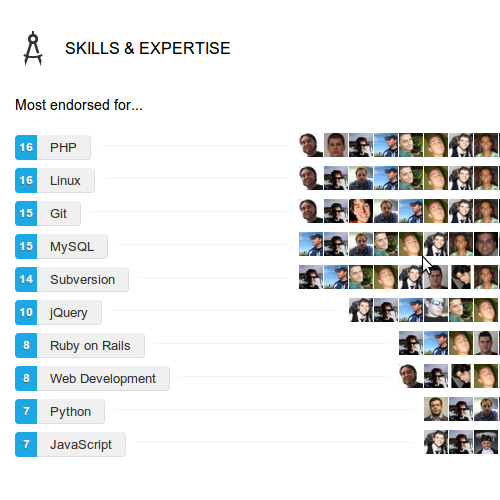 SKILLS & EXPERTISE
Most endorsed for...
16 PHP
16 Linux
15 Git
15 MySQL
14 Subversion
10 jQuery
8 Ruby on Rails
8 Web Development
7 Python
7 JavaScript